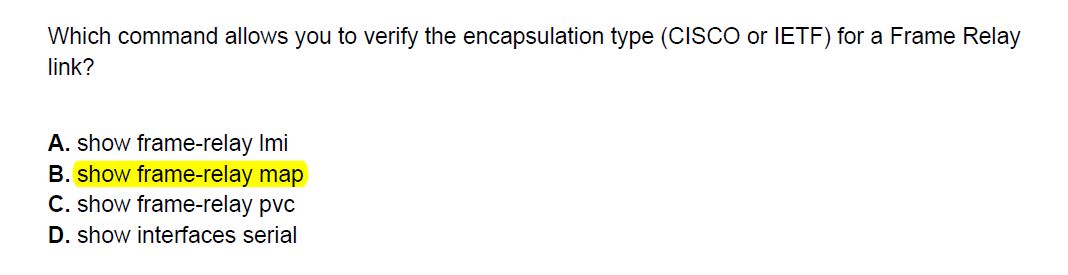 Which command allows you to verify the encapsulation type (CISCO or IETF) for a Frame Relay
link?
A. show frame-relay lmi
B. show frame-relay map
C. show frame-relay pvc
D. show interfaces serial